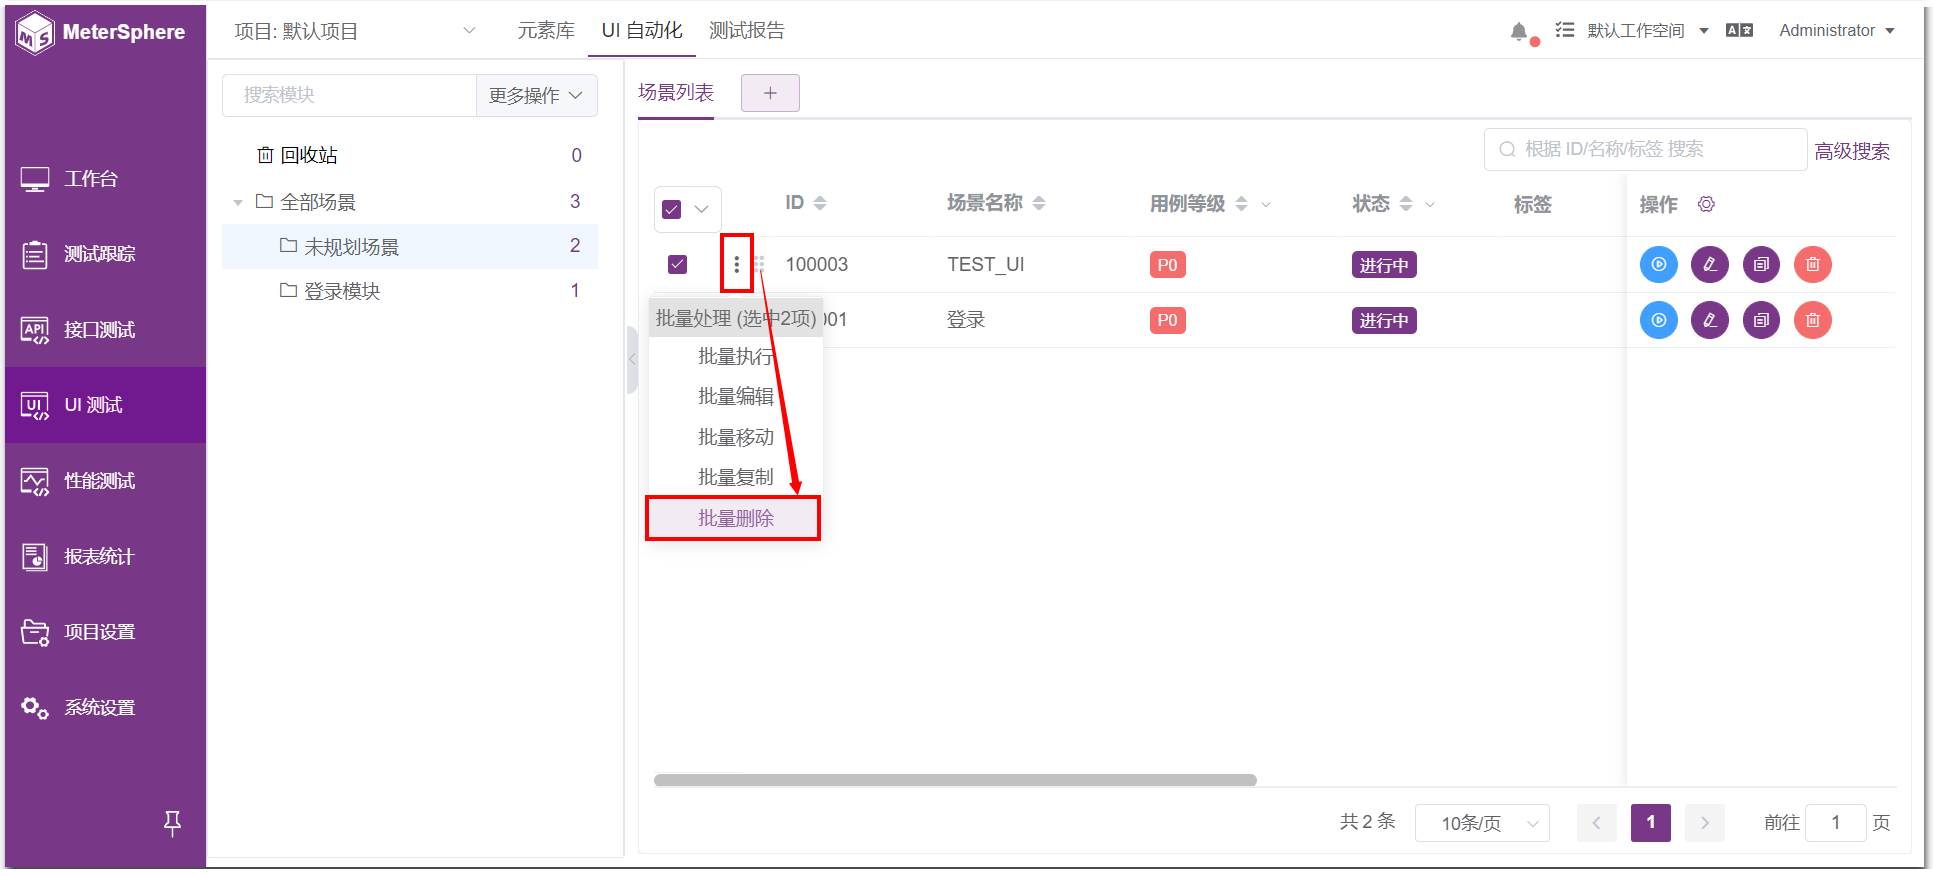 MeterSphere
项目: 默认项目
元素库
UI 自动化
测试报告
默认工作空间
Administrator
工作台
测试跟踪
接口测试
UI 测试
性能测试
报表统计
项目设置
系统设置
搜索模块
更多操作
回收站 0
全部场景 3
未规划场景 2
登录模块 1
场景列表
+
根据 ID/名称/标签 搜索
高级搜索
ID 场景名称 用例等级 状态 标签 操作
100003 TEST_UI P0 进行中
001 登录 P0 进行中
批量处理 (选中2项)
批量执行
批量编辑
批量移动
批量复制
批量删除
共 2 条 10条/页 1 前往 1 页